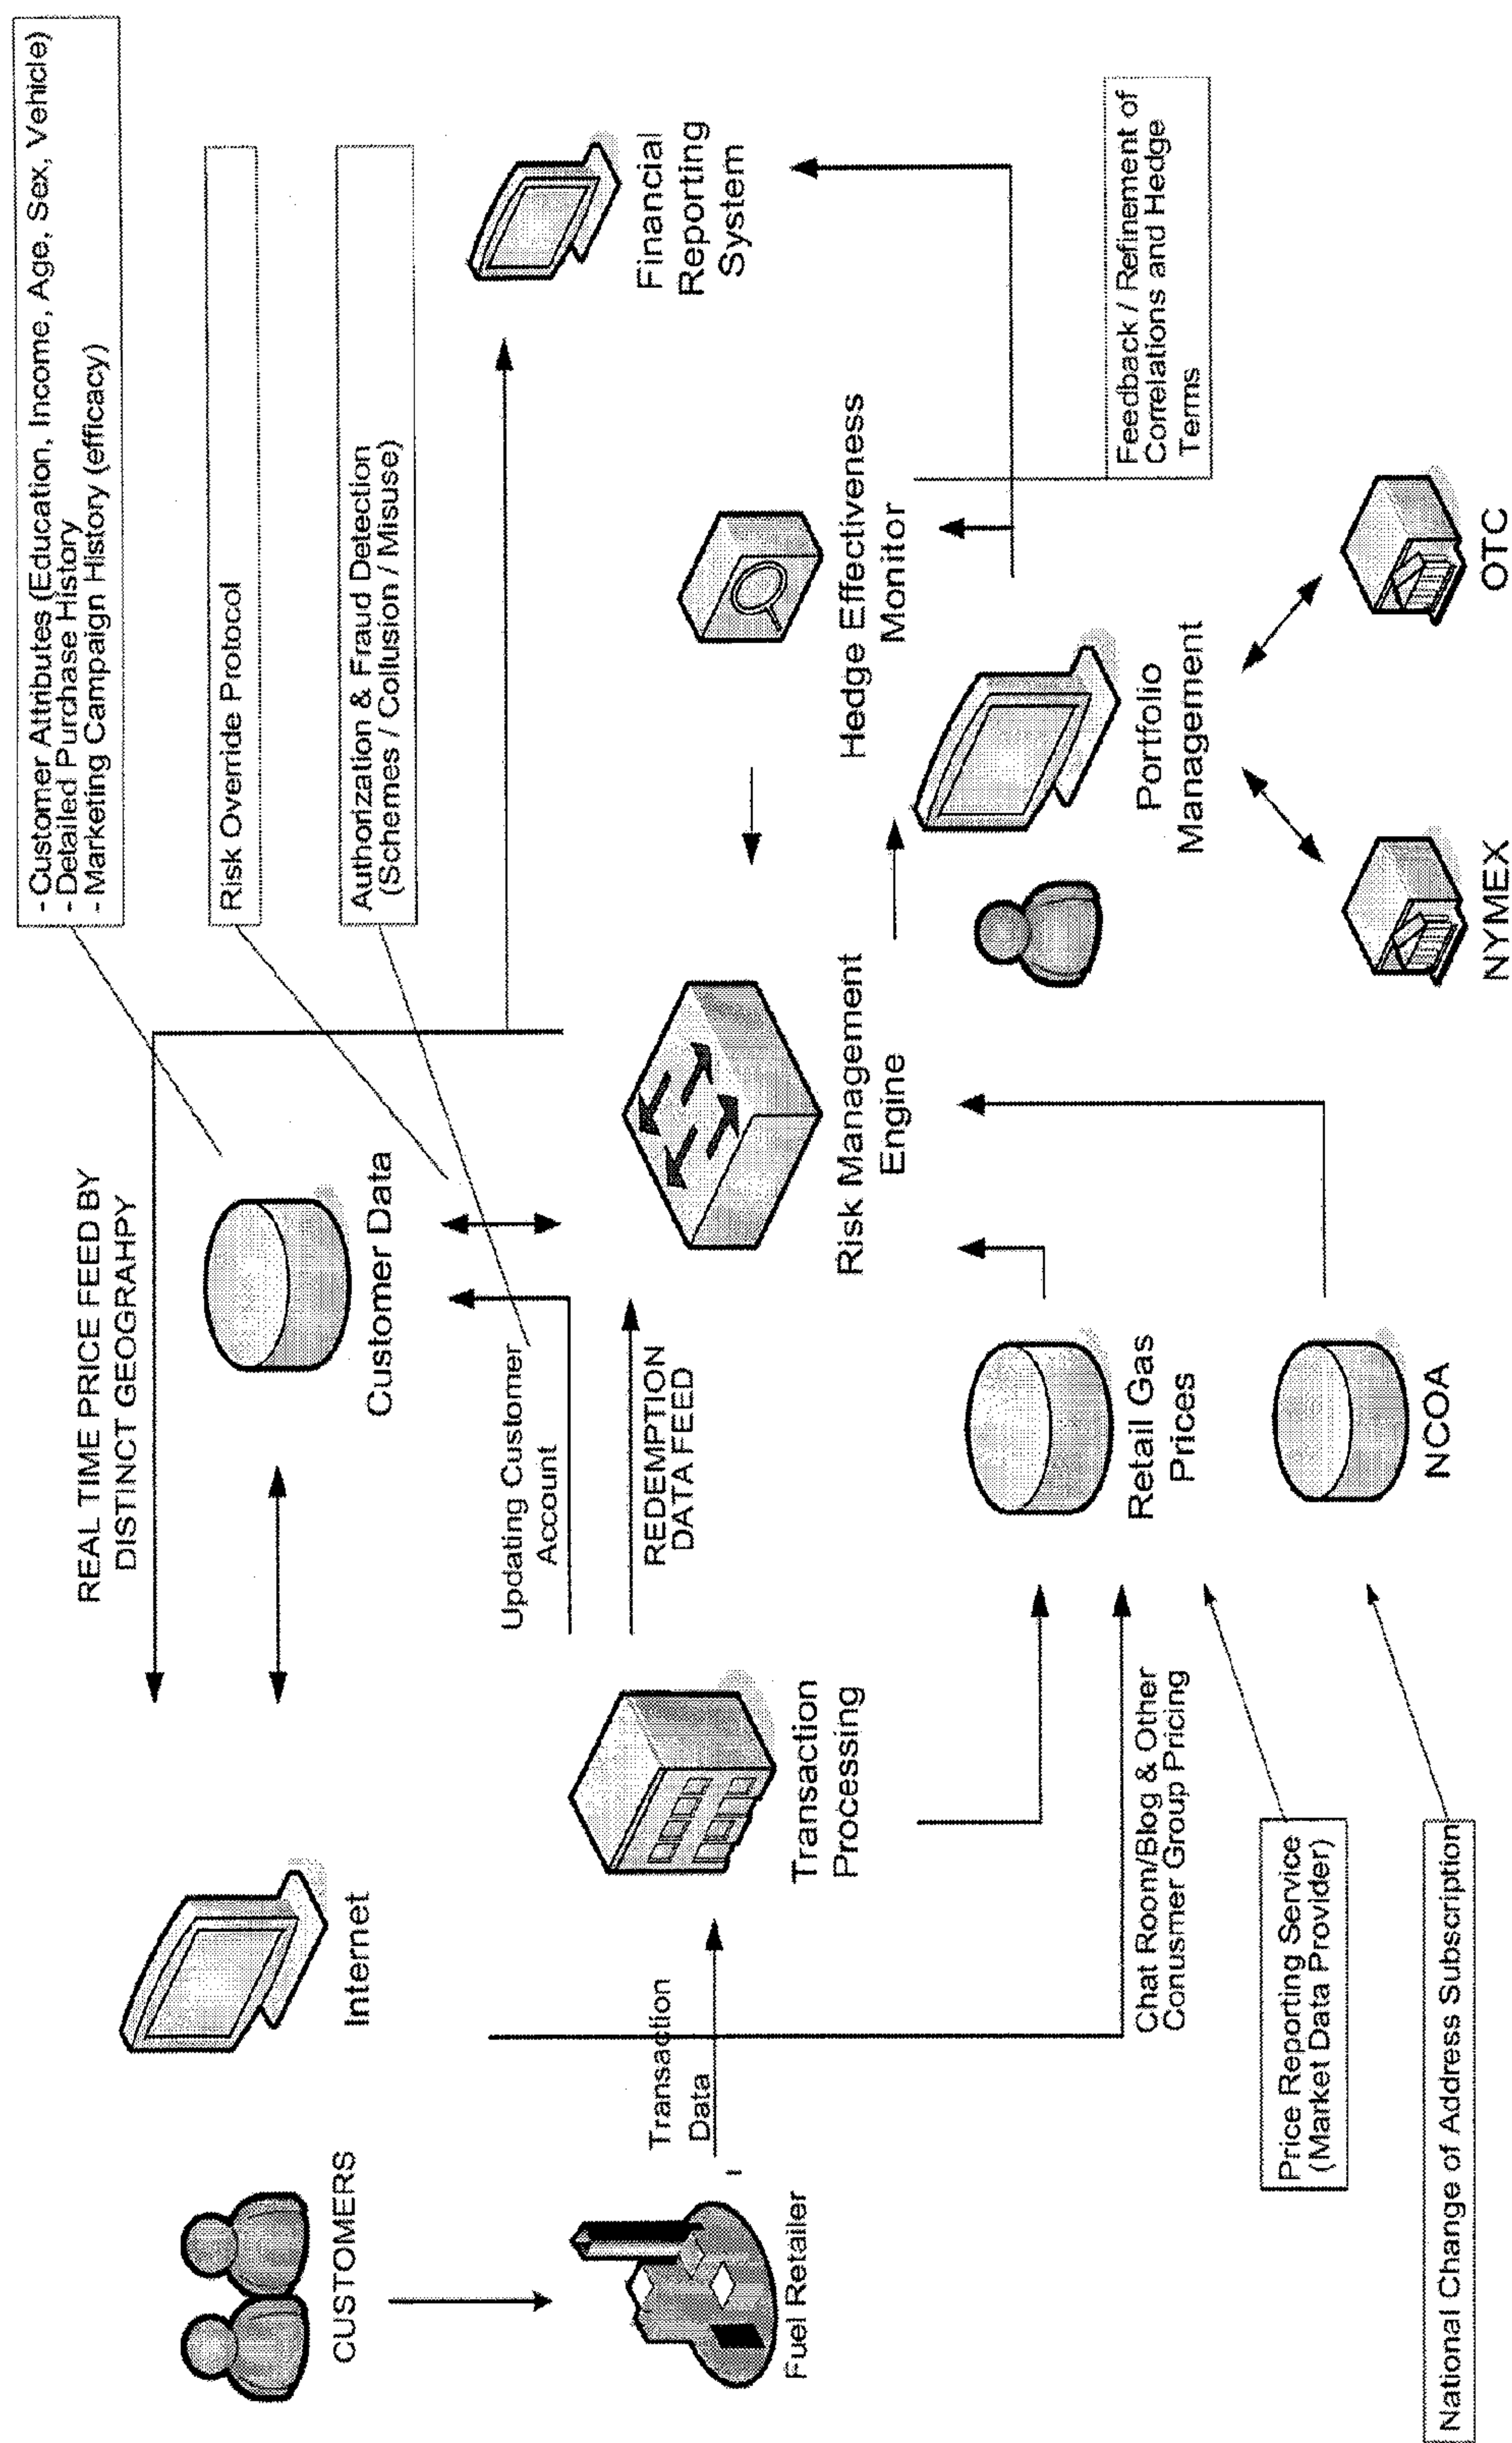 - Customer Attributes (Education, Income, Age, Sex, Vehicle)
- Detailed Purchase History
- Marketing Campaign History (efficacy)
Risk Override Protocol
Authorization & Fraud Detection
(Schemes / Collusion / Misuse)
REAL TIME PRICE FEED BY
DISTINCT GEOGRAHPY
CUSTOMERS
Internet
Customer Data
Updating Customer
Account
REDEMPTION
DATA FEED
Financial
Reporting
System
Transaction
Data
Fuel Retailer
Transaction
Processing
Risk Management
Engine
Hedge Effectiveness
Monitor
Feedback / Refinement of
Correlations and Hedge
Terms
Portfolio
Management
Chat Room/Blog & Other
Conusmer Group Pricing
Retail Gas
Prices
Price Reporting Service
(Market Data Provider)
National Change of Address Subscription
NCOA
NYMEX
OTC